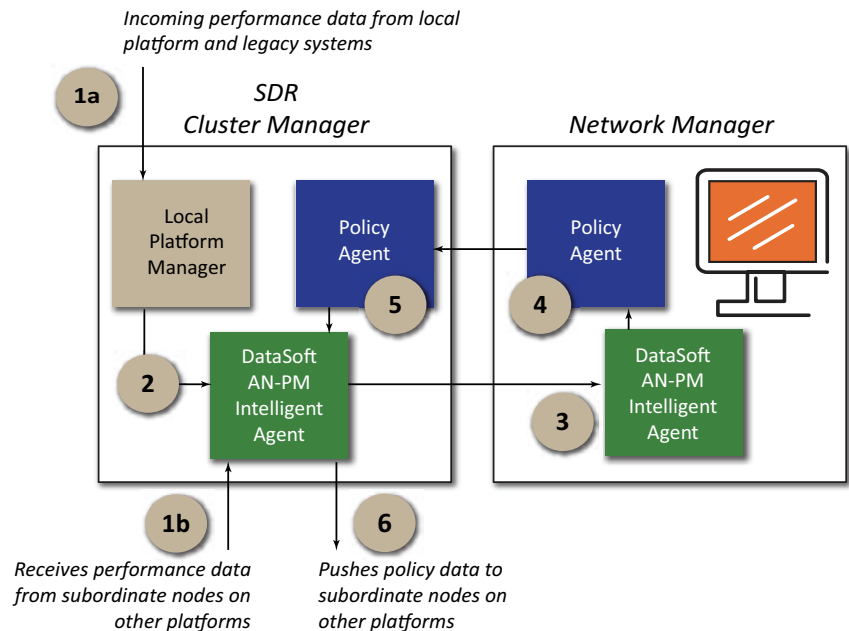 Incoming performance data from local
platform and legacy systems
1a
SDR
Cluster Manager
Network Manager
Local
Platform
Manager
Policy
Agent
Policy
Agent
5
4
2
DataSoft
AN-PM
Intelligent
Agent
3
DataSoft
AN-PM
Intelligent
Agent
1b
6
Receives performance data
from subordinate nodes on
other platforms
Pushes policy data to
subordinate nodes on
other platforms